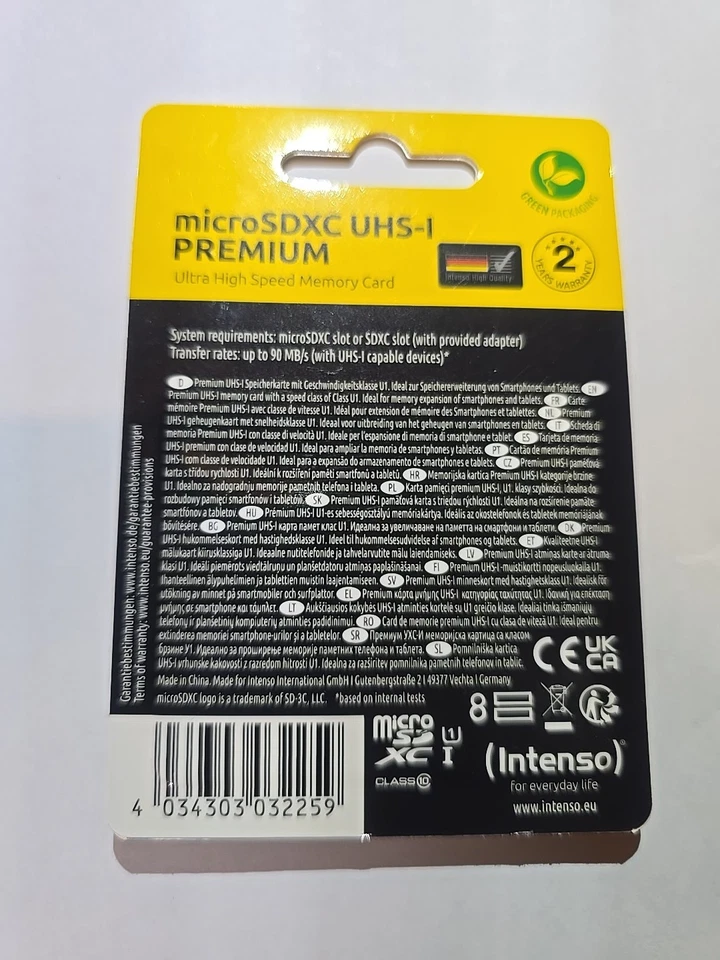 GREEN PACKAGING
microSDXC UHS-I
PREMIUM
Ultra High Speed Memory Card
Intenso High Quality
2
YEARS WARRANTY
System requirements: microSDXC slot or SDXC slot (with provided adapter)
Transfer rates: up to 90 MB/s (with UHS-I capable devices)*
D Premium UHS-I Speicherkarte mit Geschwindigkeitsklasse U1. Ideal zur Speichererweiterung von Smartphones und Tablets. EN
Premium UHS-I memory card with a speed class of Class U1. Ideal for memory expansion of smartphones and tablets. FR Carte
mémoire Premium UHS-I avec classe de vitesse U1. Idéal pour extension de mémoire des Smartphones et tablettes. NL Premium
UHS-I geheugenkaart met snelheidsklasse U1. Ideaal voor uitbreiding van het geheugen van smartphones en tablets. IT Scheda di
memoria Premium UHS-I con classe di velocità U1. Ideale per l'espansione di memoria di smartphone e tablet. ES Tarjeta de memoria
UHS-I premium con clase de velocidad U1. Ideal para ampliar la memoria de smartphones y tabletas. PT Cartão de memória Premium
UHS-I com classe de velocidade U1. Ideal para a expansão do armazenamento de smartphones e tablets. CZ Premium UHS-I paměťová
karta s třídou rychlosti U1. Ideální k rozšíření paměti smartfonů a tabletů. HR Memorijska kartica Premium UHS-I kategorije brzine
U1. Idealno za nadogradnju memorije pametnih telefona i tableta. PL Karta pamięci premium UHS-I, U1. klasy szybkości. Idealna do
rozbudowy pamięci smartfonów i tabletów. SK Premium UHS-I pamäťová karta s triedou rýchlosti U1. Ideálna na rozšírenie pamäte
smartfónov a tabletov. HU Prémium UHS-I U1-es sebességosztályú memóriakártya. Ideális az okostelefonok és tabletek memóriájának
bővítésére. BG Premium UHS-I карта памет клас U1. Идеална за увеличаване на паметта на смартфони и таблети. DK Premium
UHS-I hukommelseskort med hastighedsklasse U1. Ideel til hukommelsesudvidelse af smartphones og tablets. ET Kvaliteetne UHS-I
mälukaart kiirusklassiga U1. Ideaalne nutitelefonide ja tahvelarvutite mälu laiendamiseks. LV Premium UHS-I atmiņas karte ar ātruma
klasi U1. Ideāli piemērots viedtālruņu un planšetdatoru atmiņas paplašināšanai. FI Premium UHS-I-muistikortti nopeusluokalla U1.
Ihanteellinen älypuhelimien ja tablettien muistin laajentamiseen. SV Premium UHS-I minneskort med hastighetsklass U1. Idealisk för
utökning av minnet på smartmobiler och surfplattor. EL Premium κάρτα μνήμης UHS-I κατηγορίας ταχύτητας U1. Ιδανική για επέκταση
μνήμης σε smartphone και τάμπλετ. LT Aukščiausios kokybės UHS-I atminties kortelė su U1 greičio klase. Idealiai tinka išmaniųjų
telefonų ir planšetinių kompiuterių atminties padidinimui. RO Card de memorie premium UHS-I cu clasa de viteză U1. Ideal pentru
extinderea memoriei smartphone-urilor și a tabletelor. SR Премиум УХС-И меморијска картица са класом
брзине У1. Идеално за проширење меморије паметних телефона и таблета. SL Pomnilniška kartica
UHS-I vrhunske kakovosti z razredom hitrosti U1. Idealna za razširitev pomnilnika pametnih telefonov in tablic.
CE UK CA
Made in China. Made for Intenso International GmbH I Gutenbergstraße 2 I 49377 Vechta I Germany
microSDXC logo is a trademark of SD-3C, LLC. *based on internal tests
Garantiebestimmungen: www.intenso.de/garantiebestimmungen
Terms of warranty: www.intenso.eu/guarantee-provisions
8
micro
SD
XC I
1
CLASS 10
(Intenso)®
for everyday life
www.intenso.eu
4 034303 032259